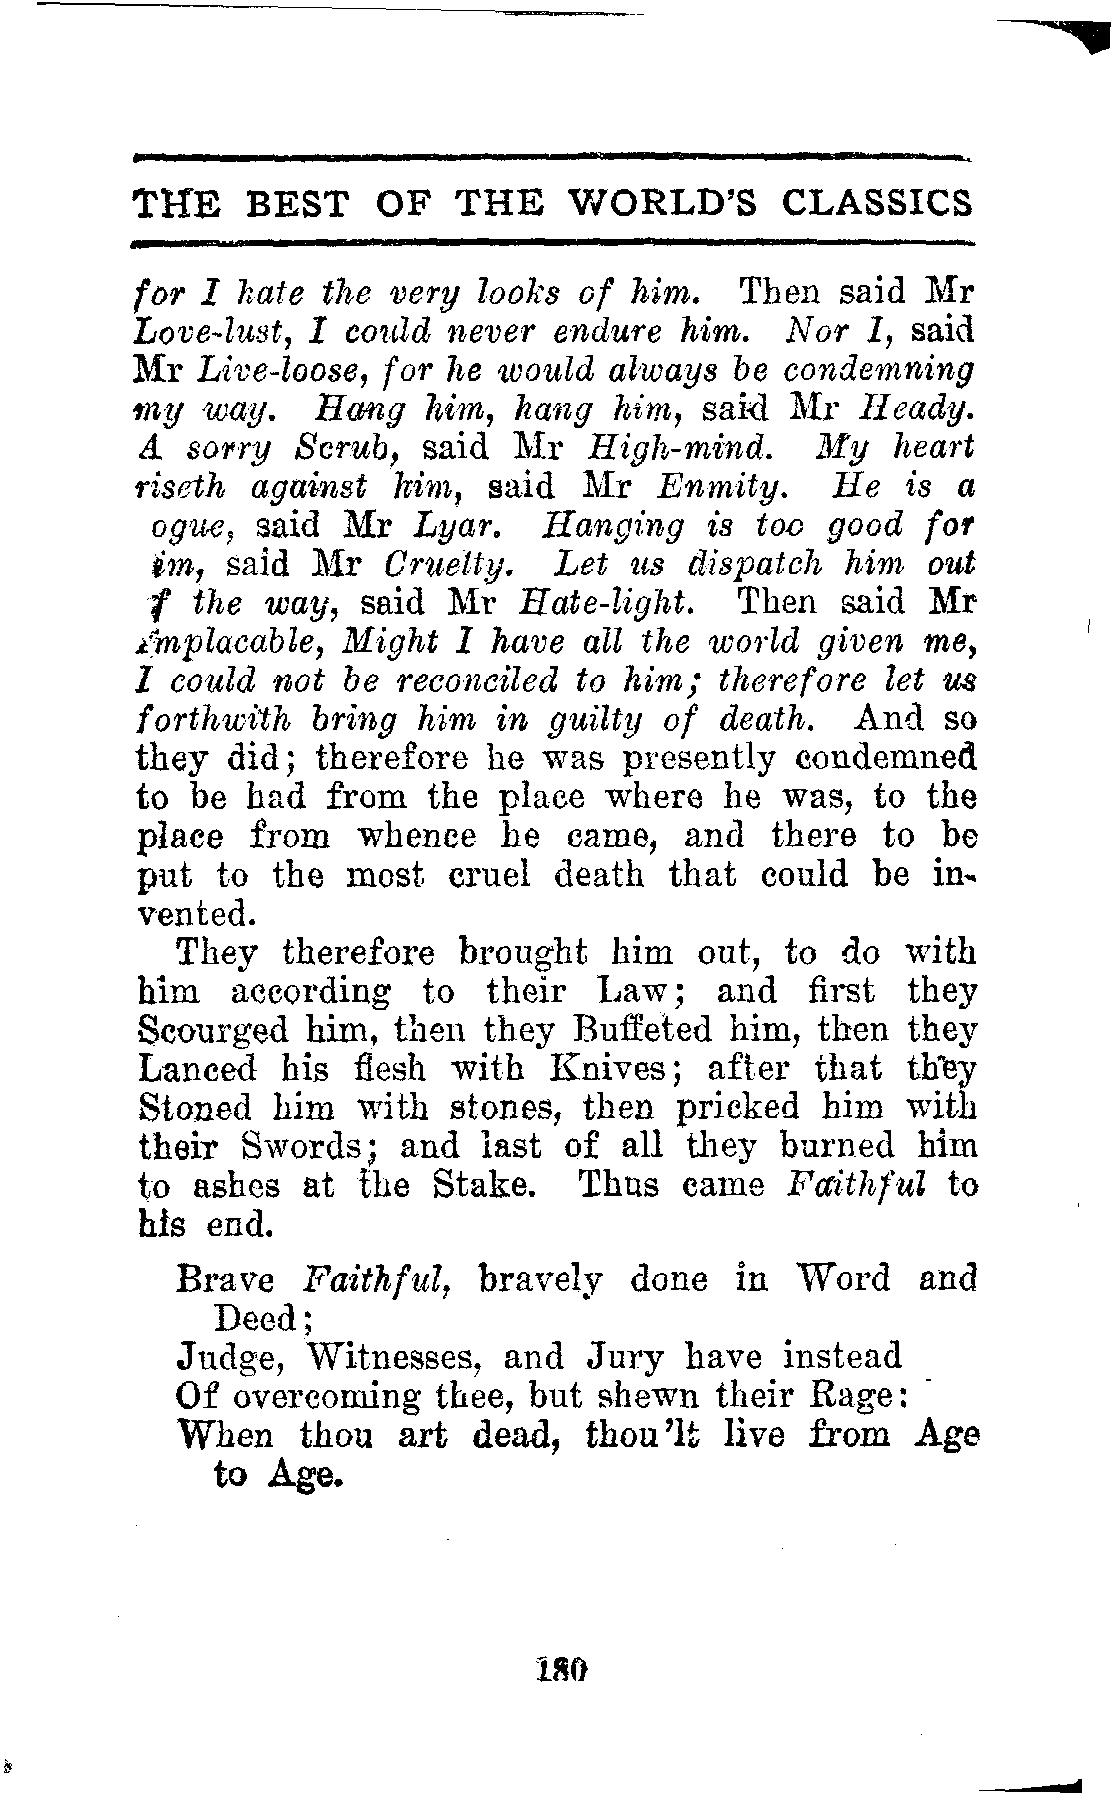 THE BEST OF THE WORLD'S CLASSICS
for I hate the very looks of him. Then said Mr
Love-lust, I could never endure him. Nor I, said
Mr Live-loose, for he would always be condemning
my way. Hang him, hang him, said Mr Heady.
A sorry Scrub, said Mr High-mind. My heart
riseth against him, said Mr Enmity. He is a
ogue, said Mr Lyar. Hanging is too good for
im, said Mr Cruelty. Let us dispatch him out
f the way, said Mr Hate-light. Then said Mr
Implacable, Might I have all the world given me,
I could not be reconciled to him; therefore let us
forthwith bring him in guilty of death. And so
they did; therefore he was presently condemned
to be had from the place where he was, to the
place from whence he came, and there to be
put to the most cruel death that could be in-
vented.
They therefore brought him out, to do with
him according to their Law; and first they
Scourged him, then they Buffeted him, then they
Lanced his flesh with Knives; after that they
Stoned him with stones, then pricked him with
their Swords; and last of all they burned him
to ashes at the Stake. Thus came Faithful to
his end.
Brave Faithful, bravely done in Word and
Deed;
Judge, Witnesses, and Jury have instead
Of overcoming thee, but shewn their Rage:
When thou art dead, thou'lt live from Age
to Age.
180